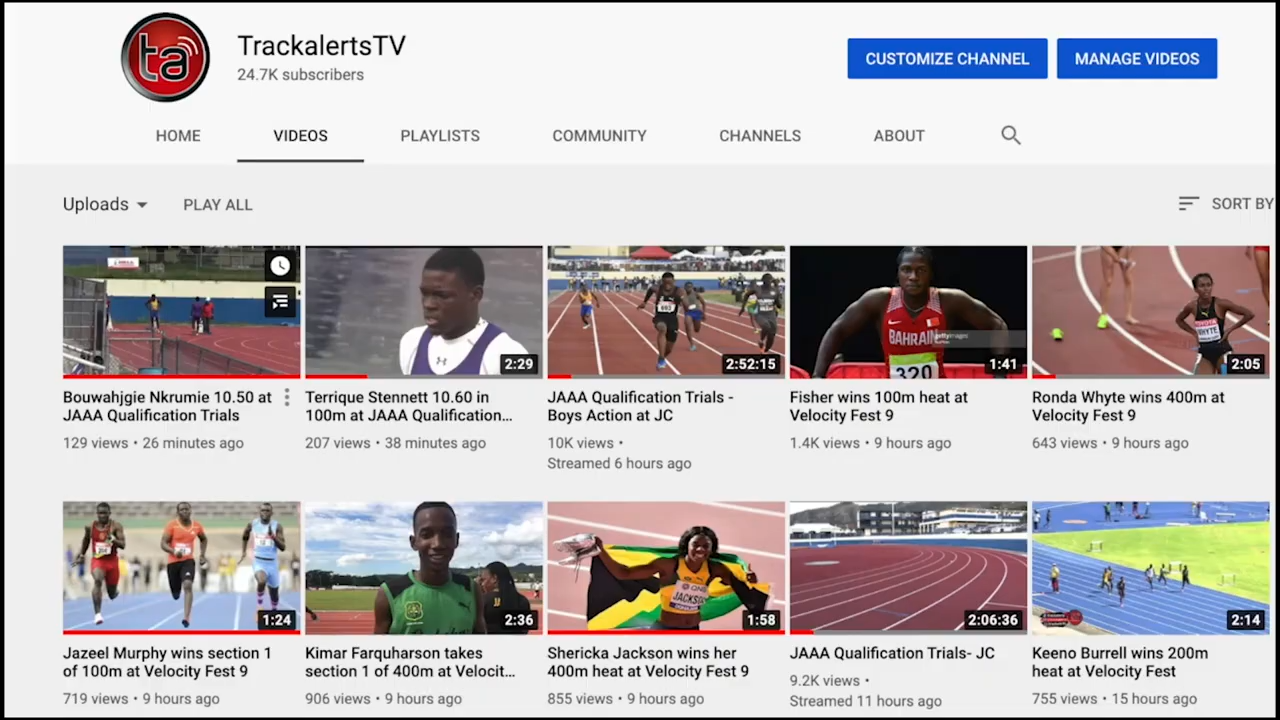 ta
TrackalertsTV
24.7K subscribers
CUSTOMIZE CHANNEL
MANAGE VIDEOS
HOME
VIDEOS
PLAYLISTS
COMMUNITY
CHANNELS
ABOUT
Uploads
PLAY ALL
SORT BY
2:29
2:52:15
BAHRAIN
320
gettyimages
1:41
WHYTE
2:05
Bouwahjgie Nkrumie 10.50 at
JAAA Qualification Trials
129 views • 26 minutes ago
Terrique Stennett 10.60 in
100m at JAAA Qualification...
207 views • 38 minutes ago
JAAA Qualification Trials -
Boys Action at JC
10K views •
Streamed 6 hours ago
Fisher wins 100m heat at
Velocity Fest 9
1.4K views • 9 hours ago
Ronda Whyte wins 400m at
Velocity Fest 9
643 views • 9 hours ago
1:24
2:36
JACKSON
1:58
2:06:36
2:14
Jazeel Murphy wins section 1
of 100m at Velocity Fest 9
719 views • 9 hours ago
Kimar Farquharson takes
section 1 of 400m at Velocit...
906 views • 9 hours ago
Shericka Jackson wins her
400m heat at Velocity Fest 9
855 views • 9 hours ago
JAAA Qualification Trials- JC
9.2K views •
Streamed 11 hours ago
Keeno Burrell wins 200m
heat at Velocity Fest
755 views • 15 hours ago